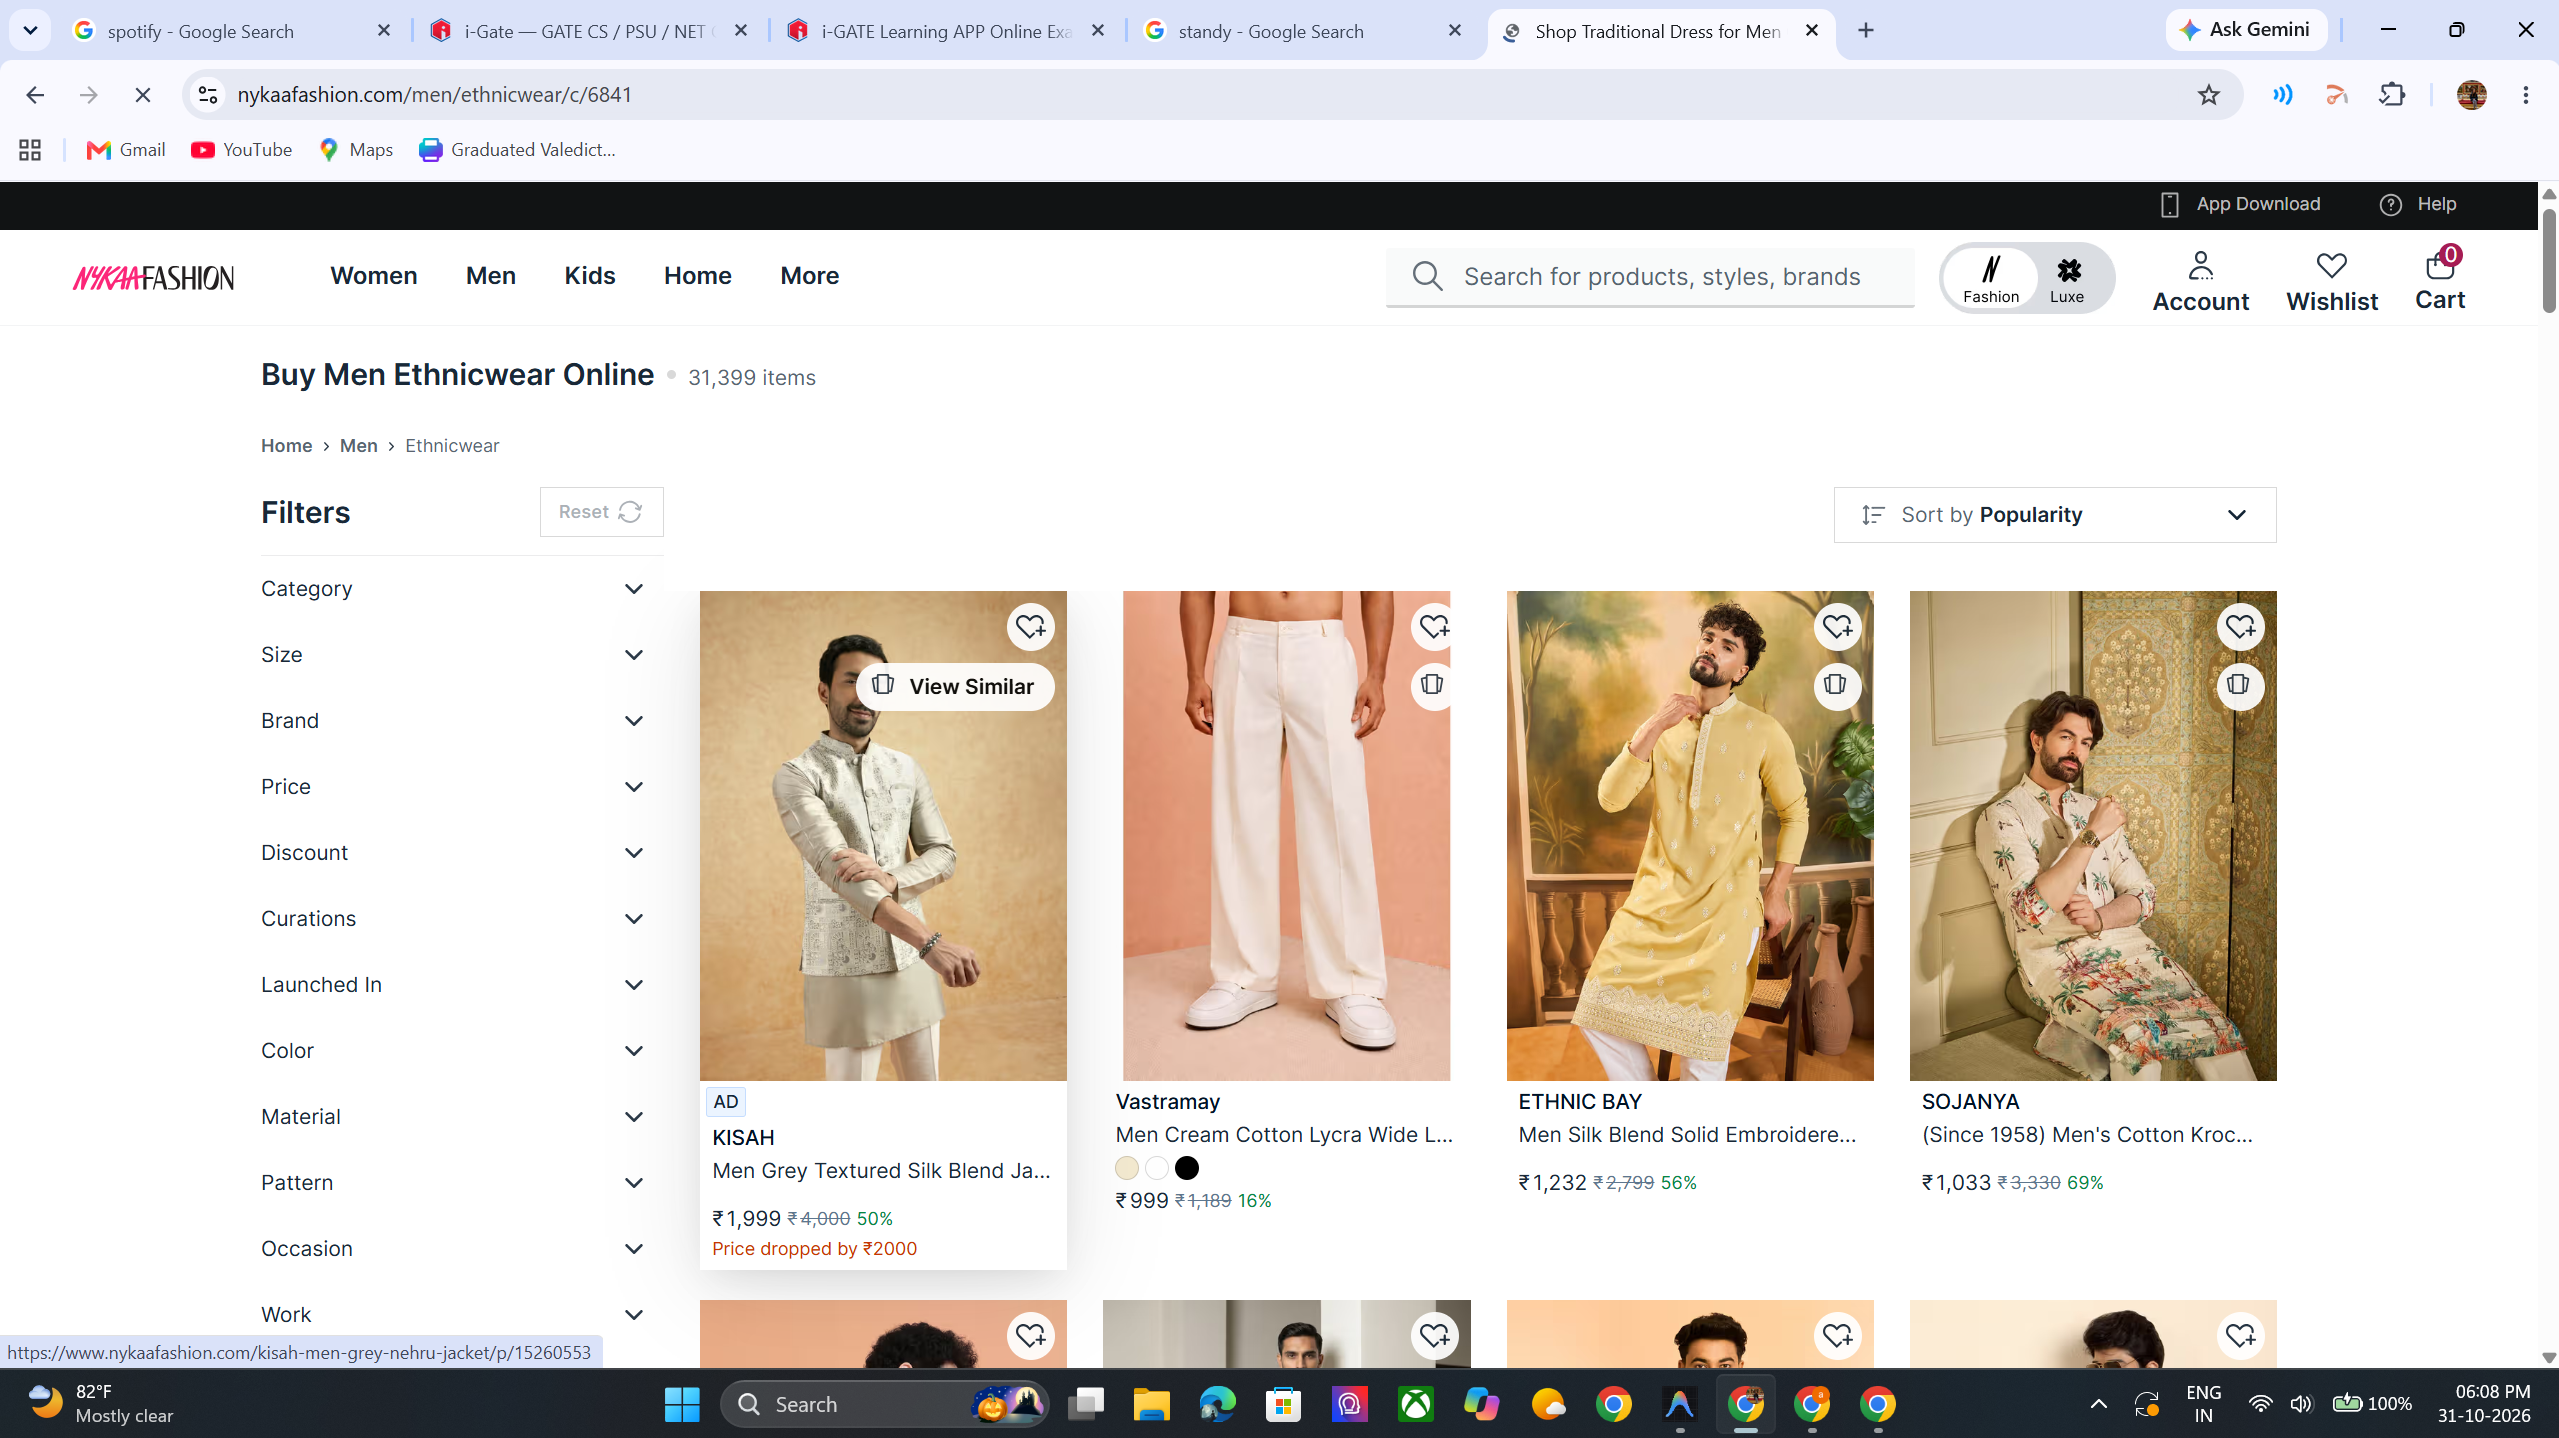 spotify - Google Search
i-Gate — GATE CS / PSU / NET
i-GATE Learning APP Online Exa
standy - Google Search
Shop Traditional Dress for Men
Ask Gemini
nykaafashion.com/men/ethnicwear/c/6841
Gmail
YouTube
Maps
Graduated Valedict...
App Download
Help
NYKAA FASHION
Women
Men
Kids
Home
More
Search for products, styles, brands
Fashion
Luxe
Account
Wishlist
0
Cart
Buy Men Ethnicwear Online
31,399 items
Home › Men › Ethnicwear
Filters
Reset
Sort by Popularity
Category
Size
Brand
Price
Discount
Curations
Launched In
Color
Material
Pattern
Occasion
Work
View Similar
AD
KISAH
Men Grey Textured Silk Blend Ja...
₹1,999 ₹4,000 50%
Price dropped by ₹2000
Vastramay
Men Cream Cotton Lycra Wide L...
₹999 ₹1,189 16%
ETHNIC BAY
Men Silk Blend Solid Embroidere...
₹1,232 ₹2,799 56%
SOJANYA
(Since 1958) Men's Cotton Kroc...
₹1,033 ₹3,330 69%
https://www.nykaafashion.com/kisah-men-grey-nehru-jacket/p/15260553
82°F
Mostly clear
Search
ENG
IN
100%
06:08 PM
31-10-2026